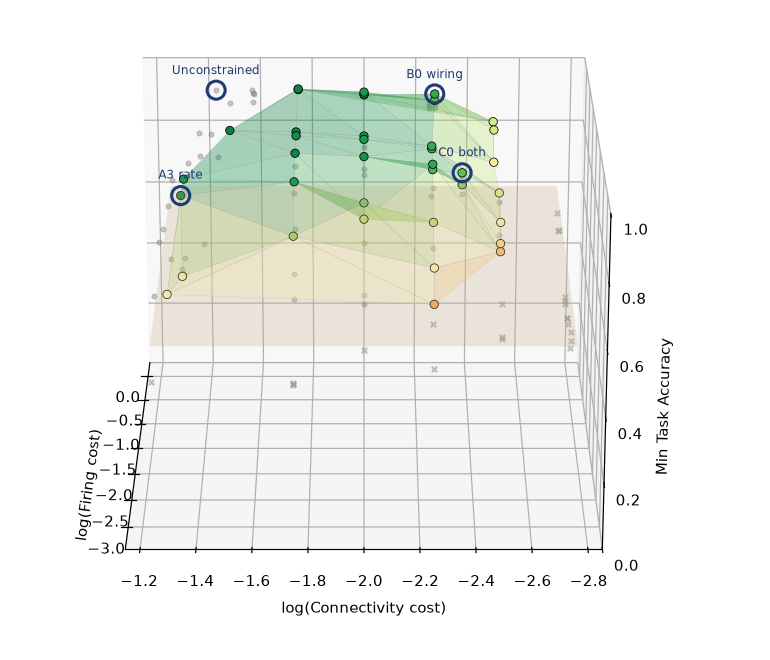 Unconstrained
B0 wiring
C0 both
A3 rate
1.0
0.8
0.6
0.4
0.2
0.0
Min Task Accuracy
0.0
−0.5
−1.0
−1.5
−2.0
−2.5
−3.0
log(Firing cost)
−1.2 −1.4 −1.6 −1.8 −2.0 −2.2 −2.4 −2.6 −2.8
log(Connectivity cost)